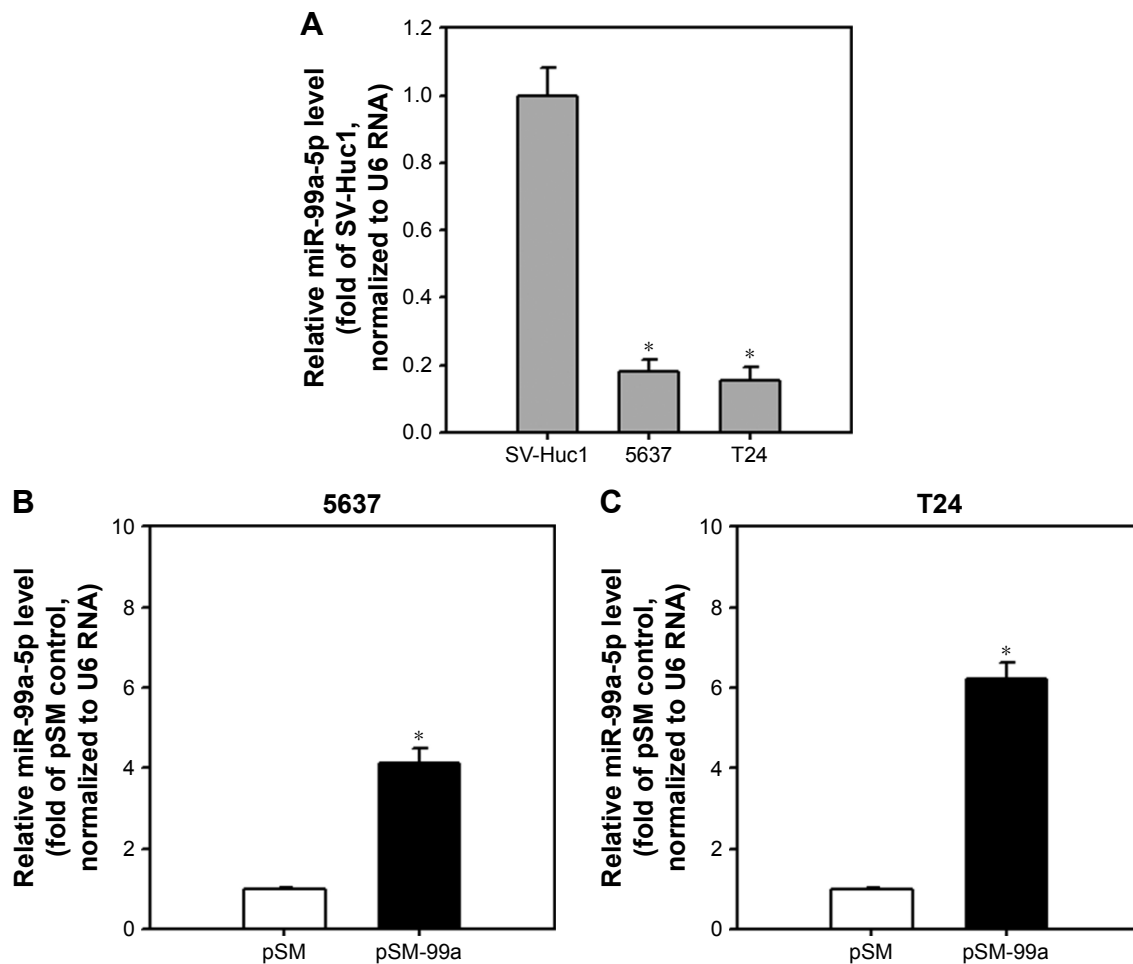 A
Relative miR-99a-5p level
(fold of SV-Huc1,
normalized to U6 RNA)
1.2
1.0
0.8
0.6
0.4
0.2
0.0
*
*
SV-Huc1 5637 T24
B
5637
Relative miR-99a-5p level
(fold of pSM control,
normalized to U6 RNA)
10
8
6
4
2
0
*
pSM pSM-99a
C
T24
Relative miR-99a-5p level
(fold of pSM control,
normalized to U6 RNA)
10
8
6
4
2
0
*
pSM pSM-99a